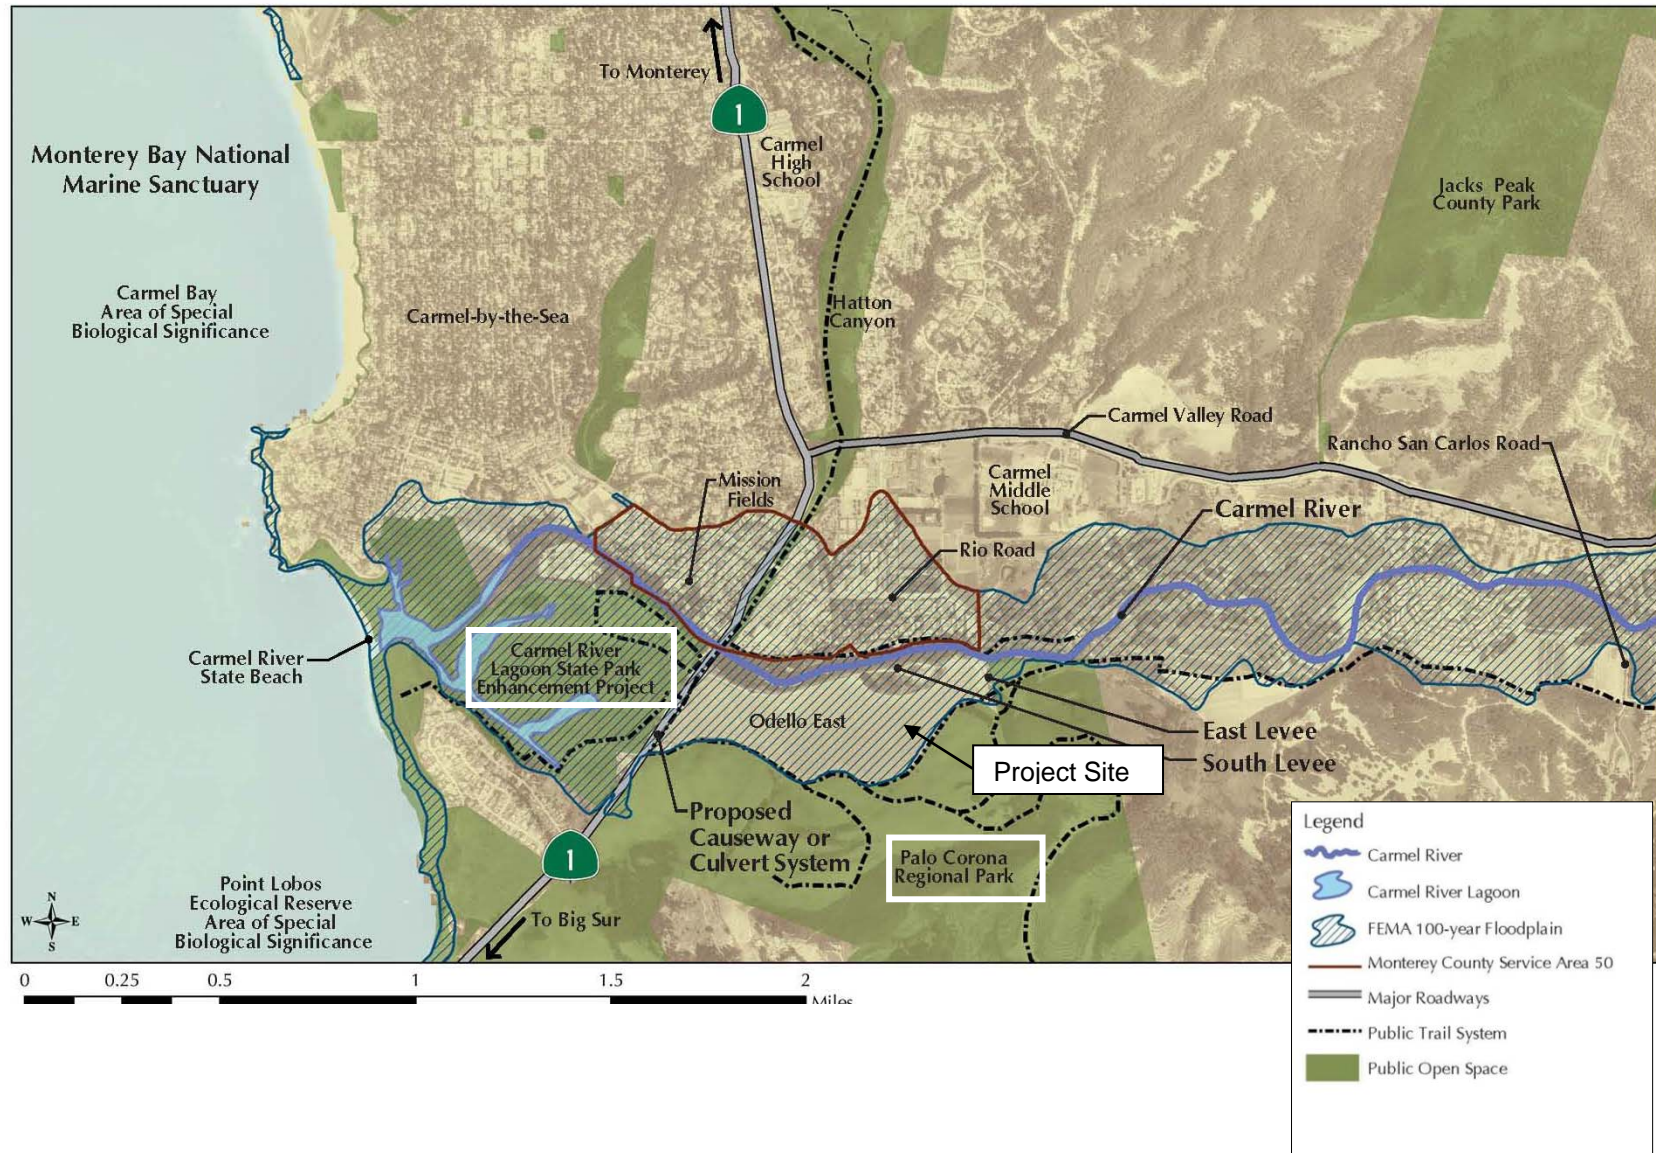 To Monterey
1
Carmel
High
School
Monterey Bay National
Marine Sanctuary
Jacks Peak
County Park
Carmel Bay
Area of Special
Biological Significance
Carmel-by-the-Sea
Hatton
Canyon
Carmel Valley Road
Rancho San Carlos Road
Mission
Fields
Carmel
Middle
School
Carmel River
Rio Road
Carmel River
State Beach
Carmel River
Lagoon State Park
Enhancement Project
Odello East
East Levee
South Levee
Project Site
Proposed
Causeway or
Culvert System
1
Palo Corona
Regional Park
Point Lobos
Ecological Reserve
Area of Special
Biological Significance
To Big Sur
N
W E
S
0 0.25 0.5 1 1.5 2
Miles
Legend
Carmel River
Carmel River Lagoon
FEMA 100-year Floodplain
Monterey County Service Area 50
Major Roadways
Public Trail System
Public Open Space